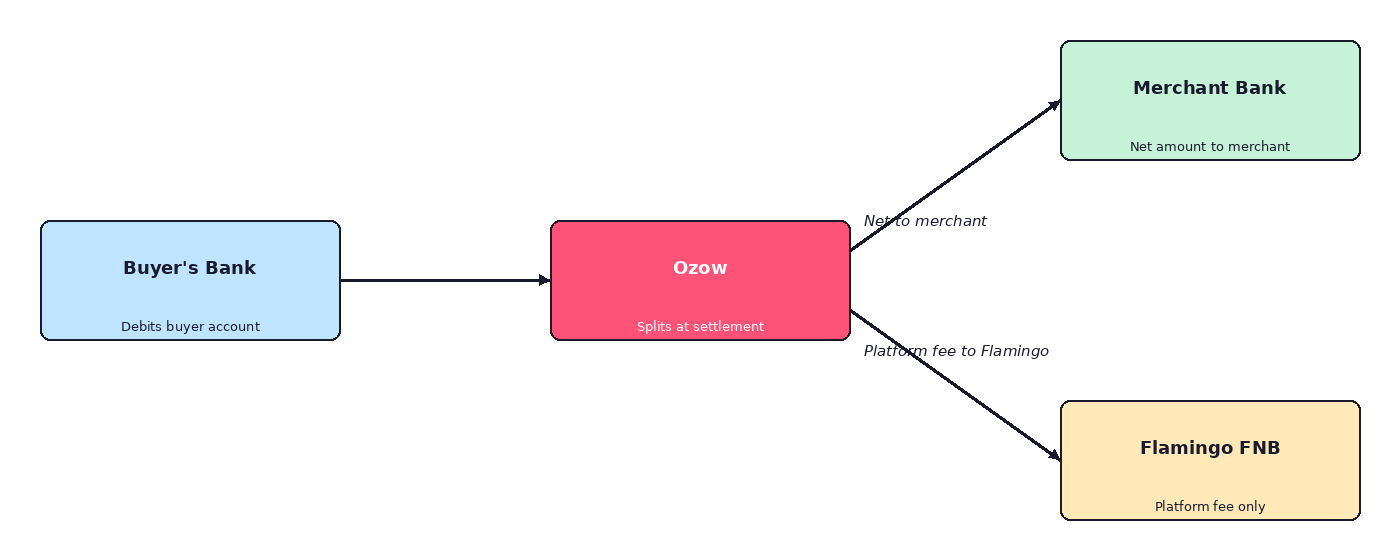 Buyer's Bank
Debits buyer account
Ozow
Splits at settlement
Net to merchant
Platform fee to Flamingo
Merchant Bank
Net amount to merchant
Flamingo FNB
Platform fee only